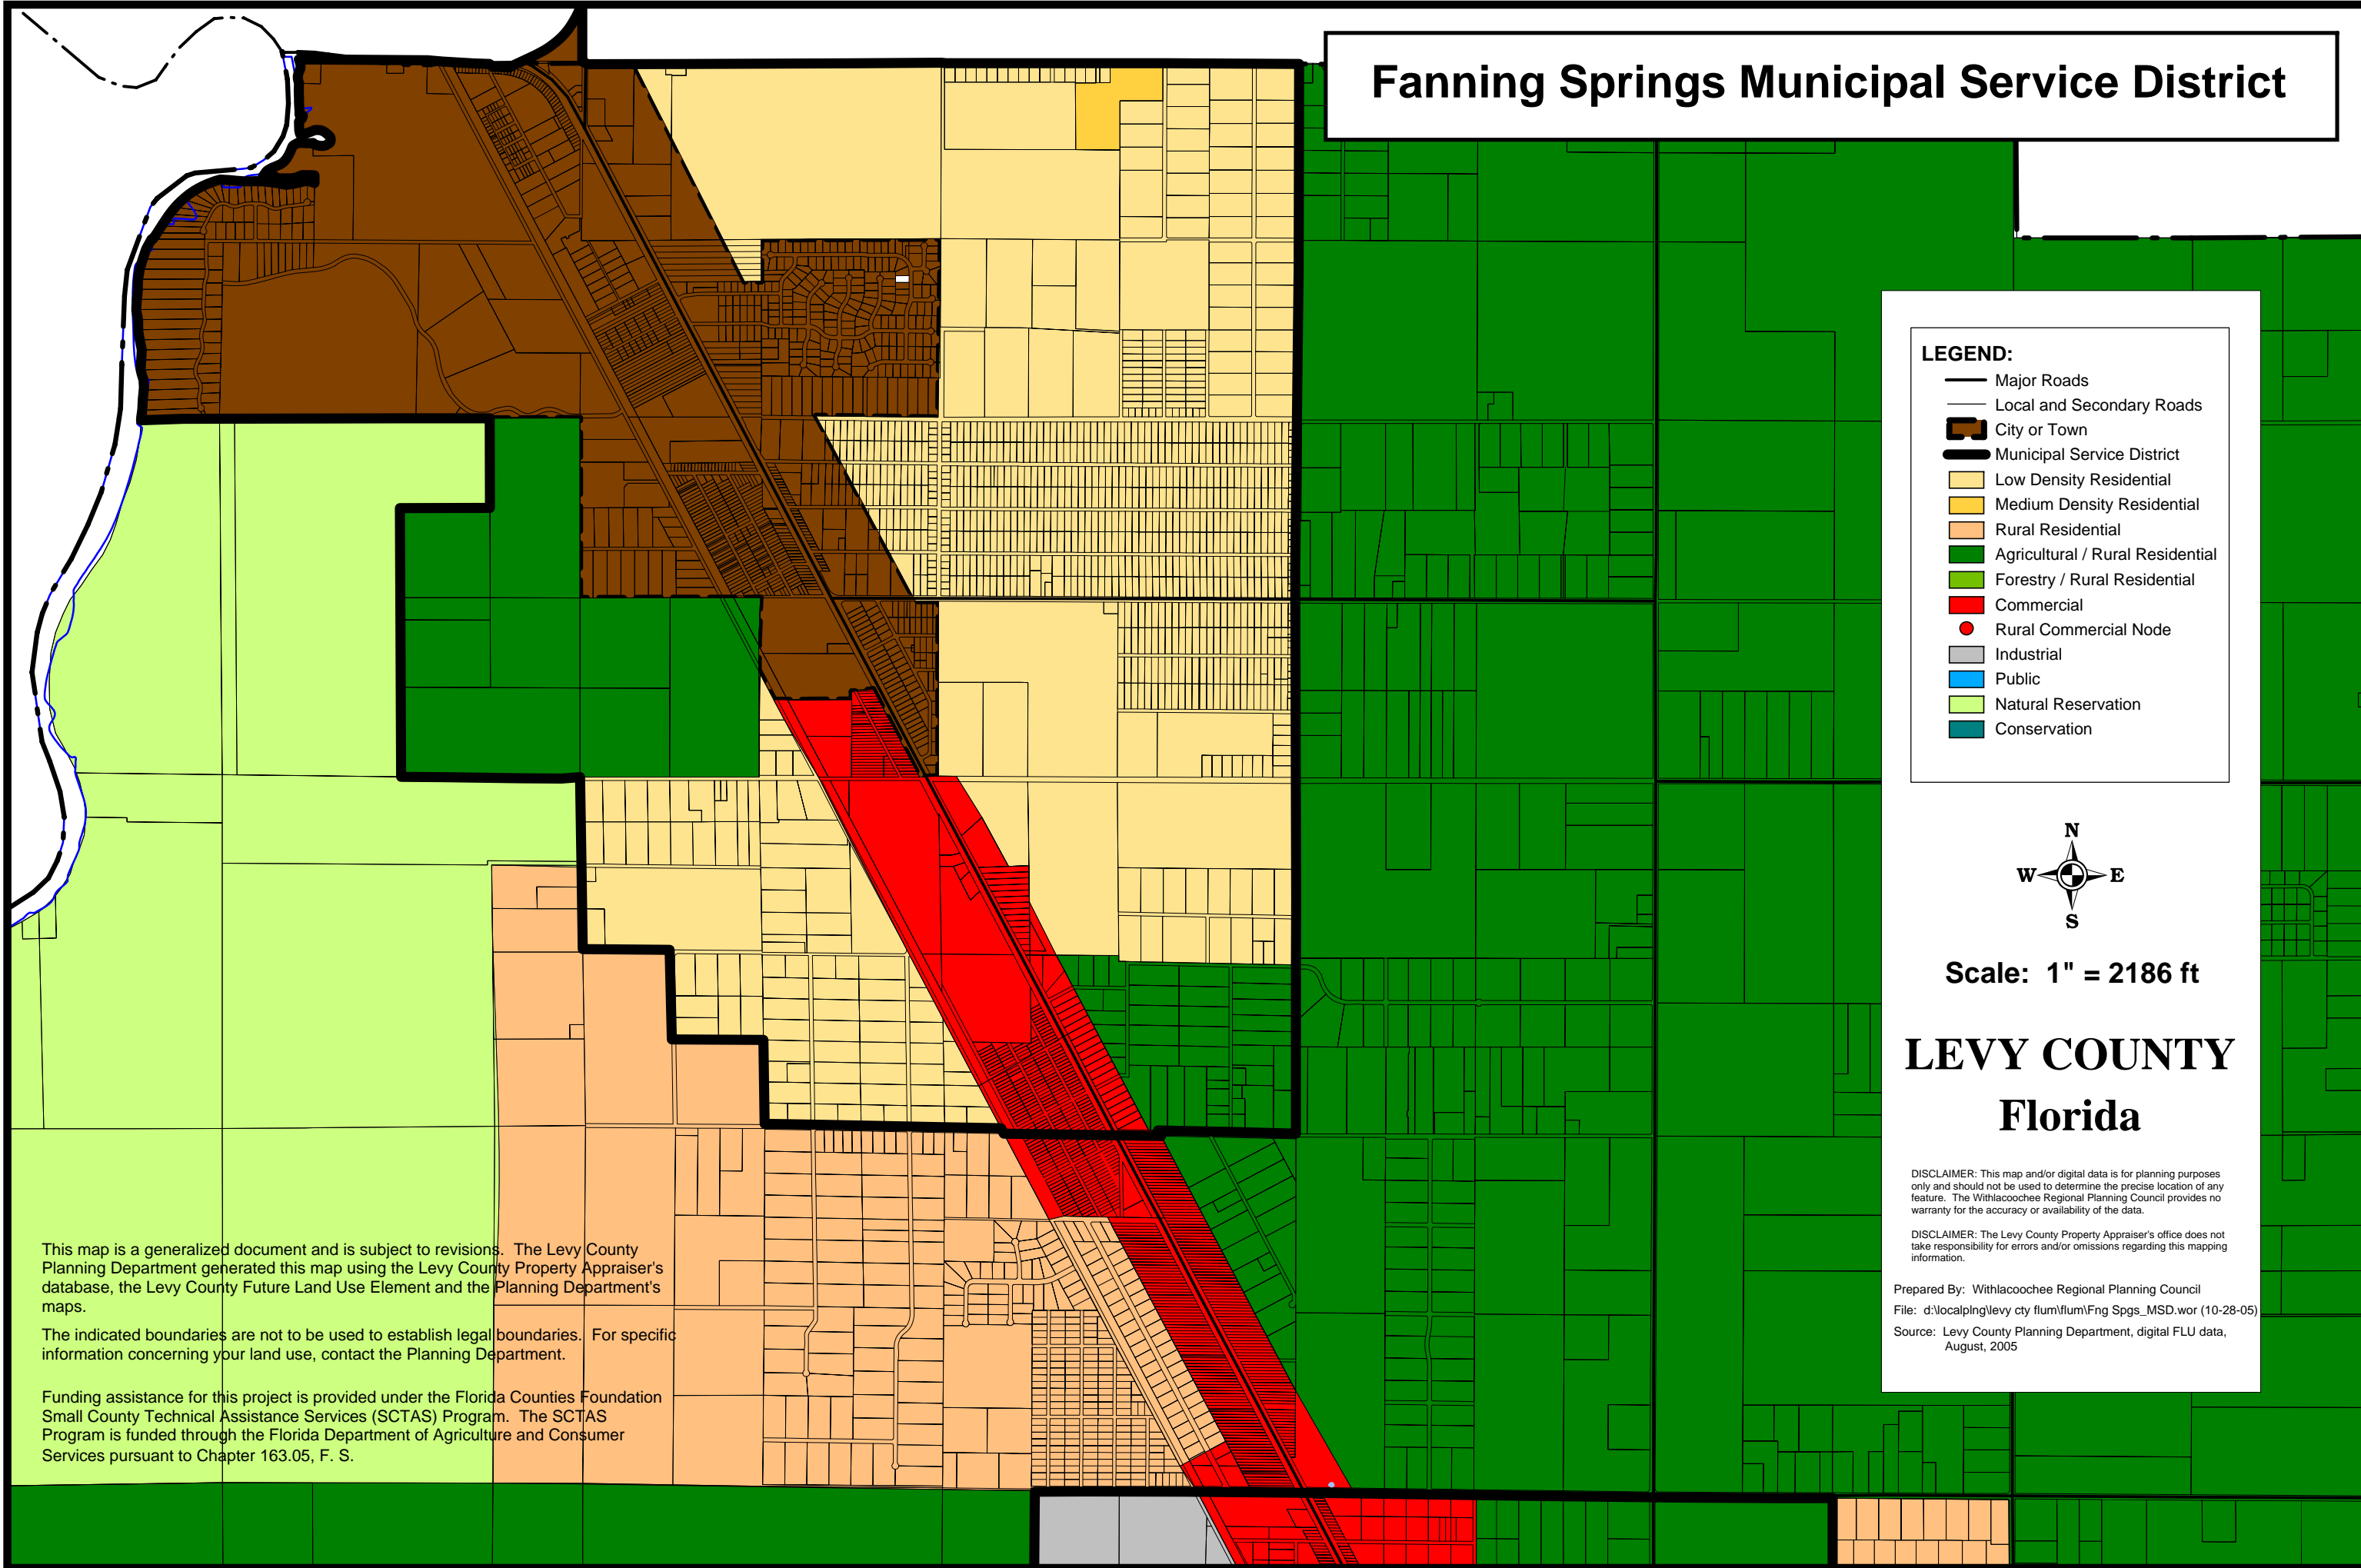 Fanning Springs Municipal Service District
LEGEND:
Major Roads
Local and Secondary Roads
City or Town
Municipal Service District
Low Density Residential
Medium Density Residential
Rural Residential
Agricultural / Rural Residential
Forestry / Rural Residential
Commercial
Rural Commercial Node
Industrial
Public
Natural Reservation
Conservation
N
W E
S
Scale: 1" = 2186 ft
LEVY COUNTY
Florida
DISCLAIMER: This map and/or digital data is for planning purposes
only and should not be used to determine the precise location of any
feature. The Withlacoochee Regional Planning Council provides no
warranty for the accuracy or availability of the data.
DISCLAIMER: The Levy County Property Appraiser's office does not
take responsibility for errors and/or omissions regarding this mapping
information.
Prepared By: Withlacoochee Regional Planning Council
File: d:\localplng\levy cty flum\flum\Fng Spgs_MSD.wor (10-28-05)
Source: Levy County Planning Department, digital FLU data,
August, 2005
This map is a generalized document and is subject to revisions. The Levy County
Planning Department generated this map using the Levy County Property Appraiser's
database, the Levy County Future Land Use Element and the Planning Department's
maps.
The indicated boundaries are not to be used to establish legal boundaries. For specific
information concerning your land use, contact the Planning Department.
Funding assistance for this project is provided under the Florida Counties Foundation
Small County Technical Assistance Services (SCTAS) Program. The SCTAS
Program is funded through the Florida Department of Agriculture and Consumer
Services pursuant to Chapter 163.05, F. S.